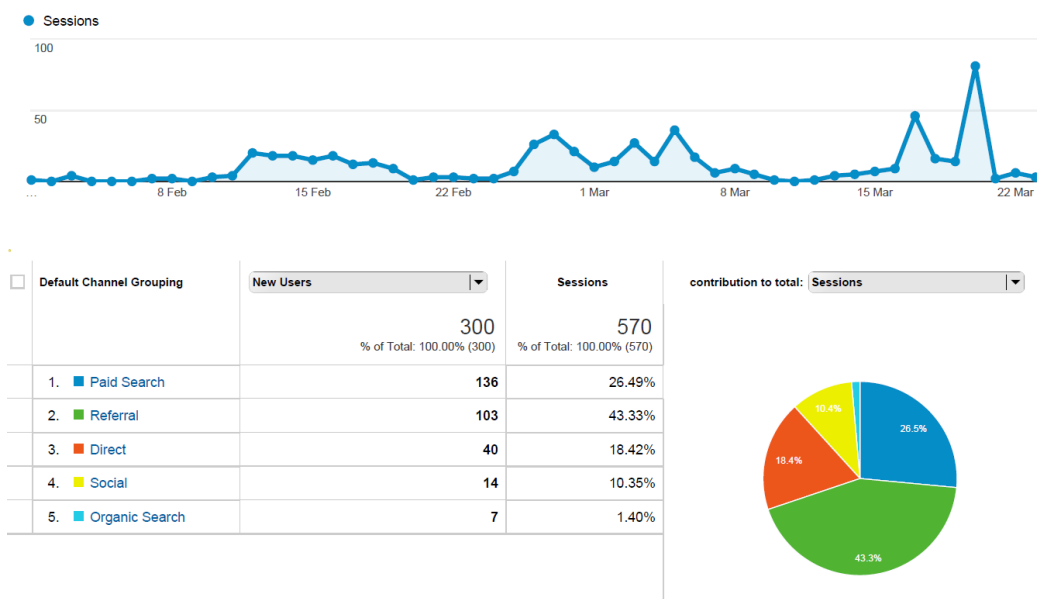 Sessions
100
50
...
8 Feb
15 Feb
22 Feb
1 Mar
8 Mar
15 Mar
22 Mar
Default Channel Grouping
New Users
Sessions
contribution to total: Sessions
300
% of Total: 100.00% (300)
570
% of Total: 100.00% (570)
1. Paid Search 136 26.49%
2. Referral 103 43.33%
3. Direct 40 18.42%
4. Social 14 10.35%
5. Organic Search 7 1.40%
10.4%
26.5%
18.4%
43.3%